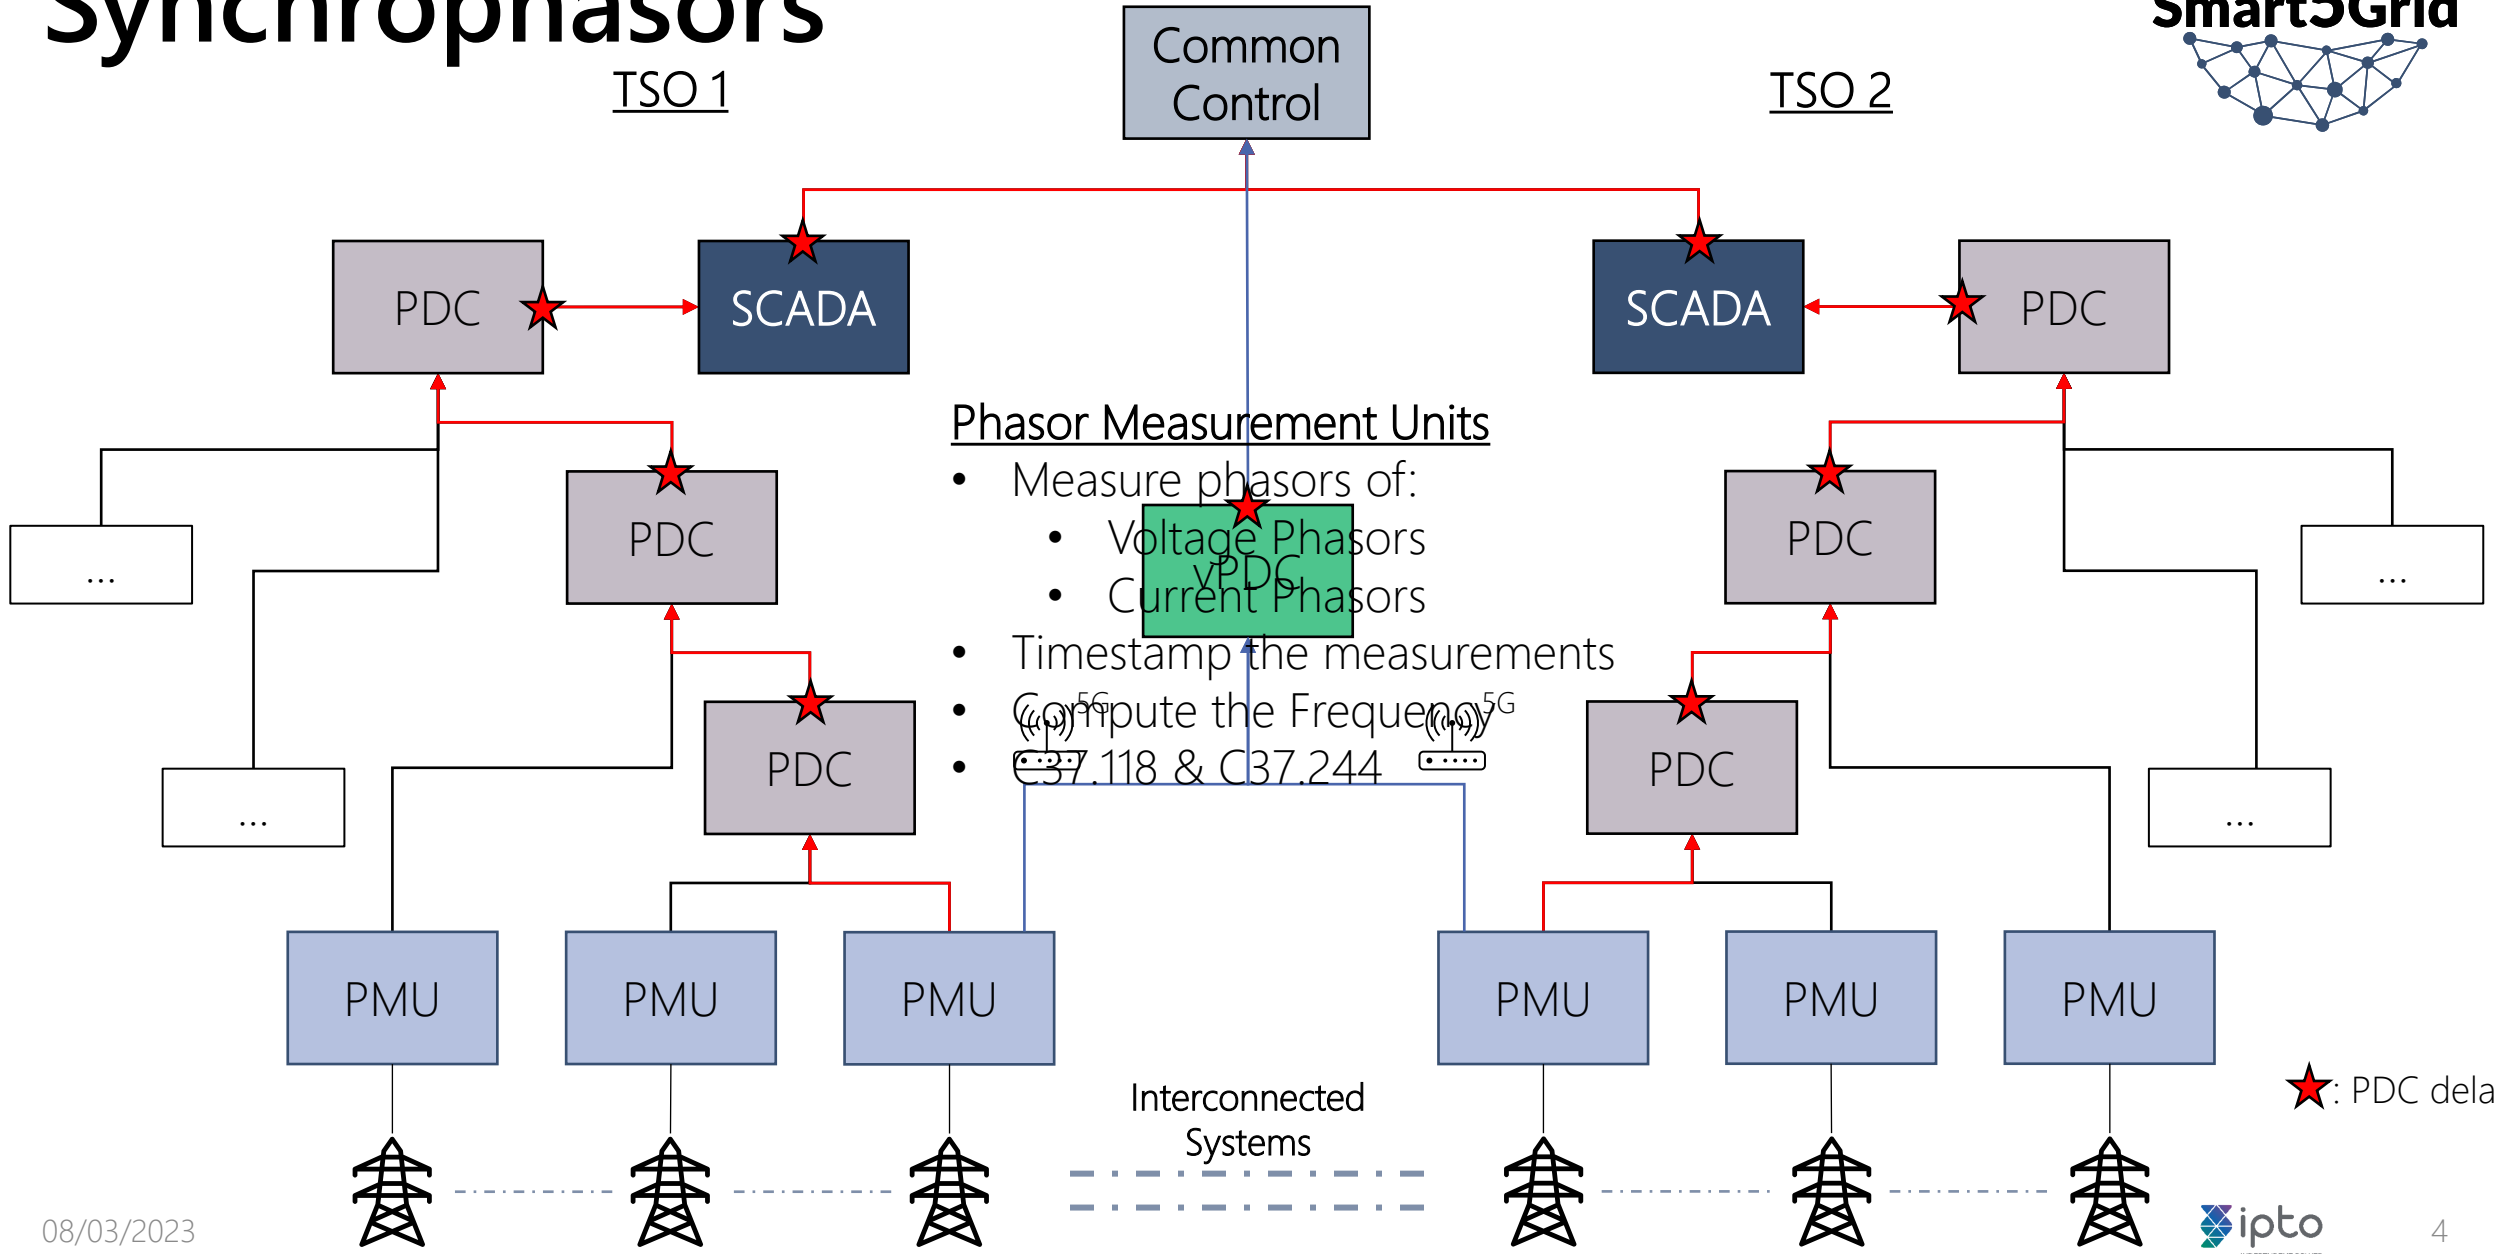 Synchrophasors
Smart5Grid
TSO 1
TSO 2
Common
Control
PDC
SCADA
SCADA
PDC
Phasor Measurement Units
• Measure phasors of:
PDC
PDC
• Voltage Phasors
vPDC
• Current Phasors
...
...
• Timestamp the measurements
5G
5G
• Compute the Frequency
PDC
PDC
• C37.118 & C37.244
...
...
PMU
PMU
PMU
PMU
PMU
PMU
: PDC dela
Interconnected
Systems
08/03/2023
ipto
4